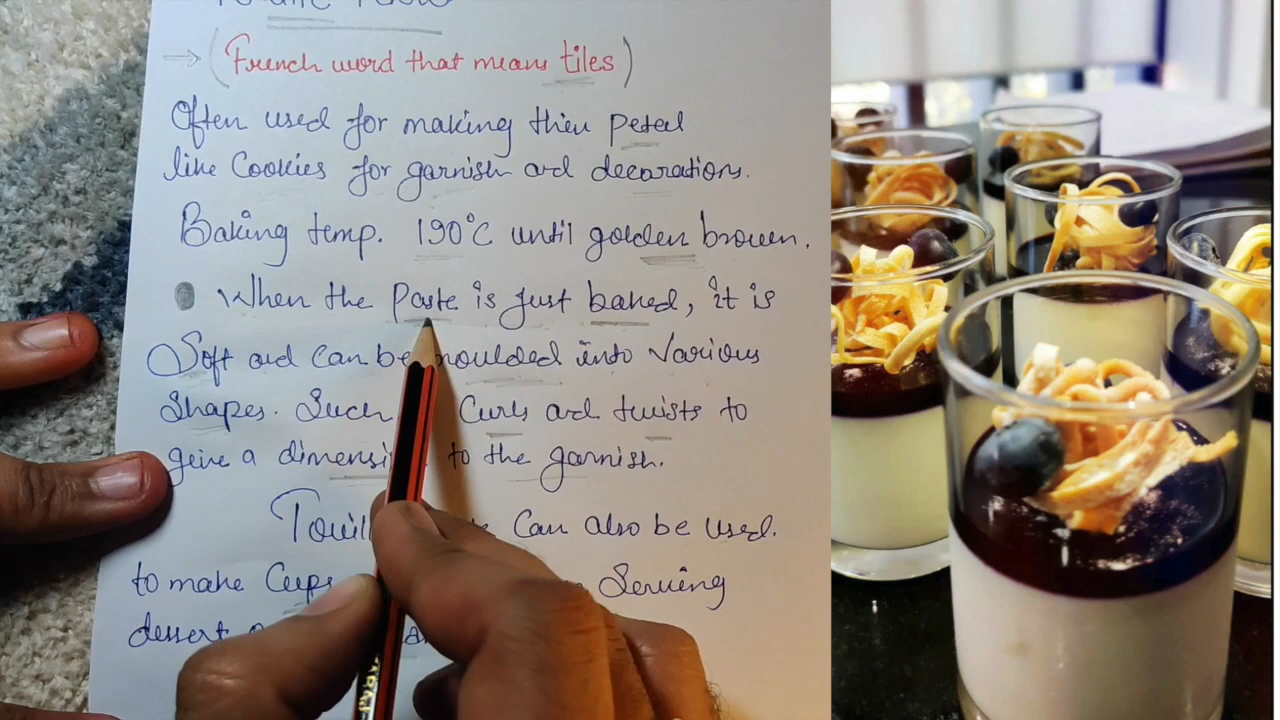 → (French word that means tiles)
Often used for making thin petal
like Cookies for garnish and decorations.
Baking temp. 190°C until golden brown.
When the Paste is just baked, it is
Soft and can be moulded into Various
Shapes. Such Curls and twists to
geive a dimensi to the garnish.
Can also be used.
to make Cups Serving
dessert